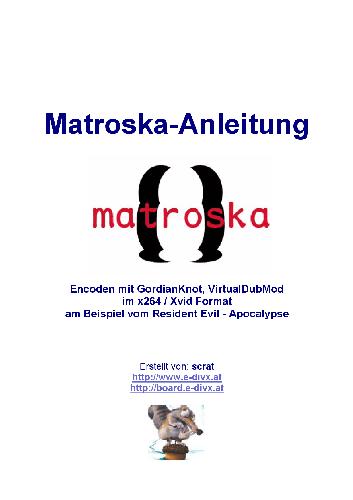 Matroska-Anleitung
matroska
Encoden mit GordianKnot, VirtualDubMod
im x264 / Xvid Format
am Beispiel vom Resident Evil - Apocalypse
Erstellt von: scrat
http://www.e-divx.at
http://board.e-divx.at